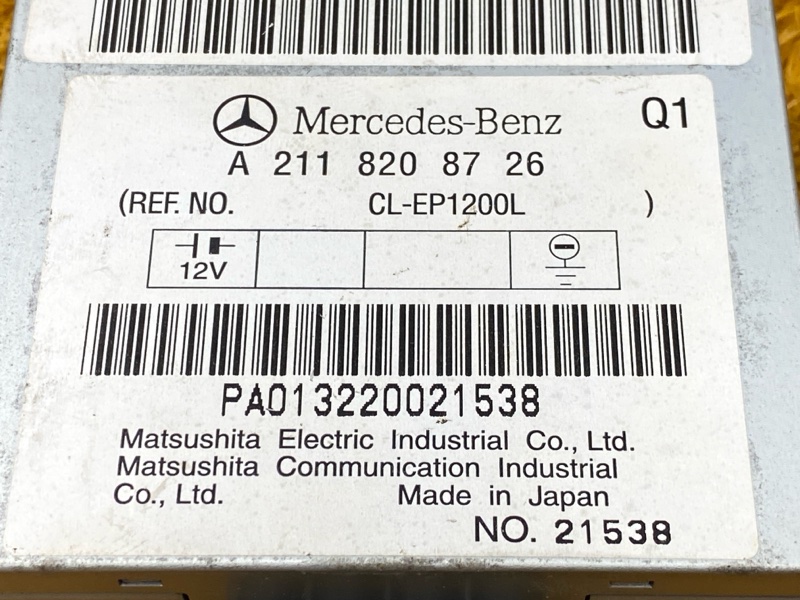 Mercedes-Benz Q1
A 211 820 87 26
(REF. NO. CL-EP1200L )
12V
PA013220021538
Matsushita Electric Industrial Co., Ltd.
Matsushita Communication Industrial
Co., Ltd. Made in Japan
NO. 21538